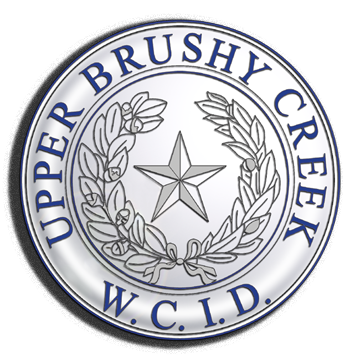 UPPER BRUSHY CREEK
W. C. I. D.